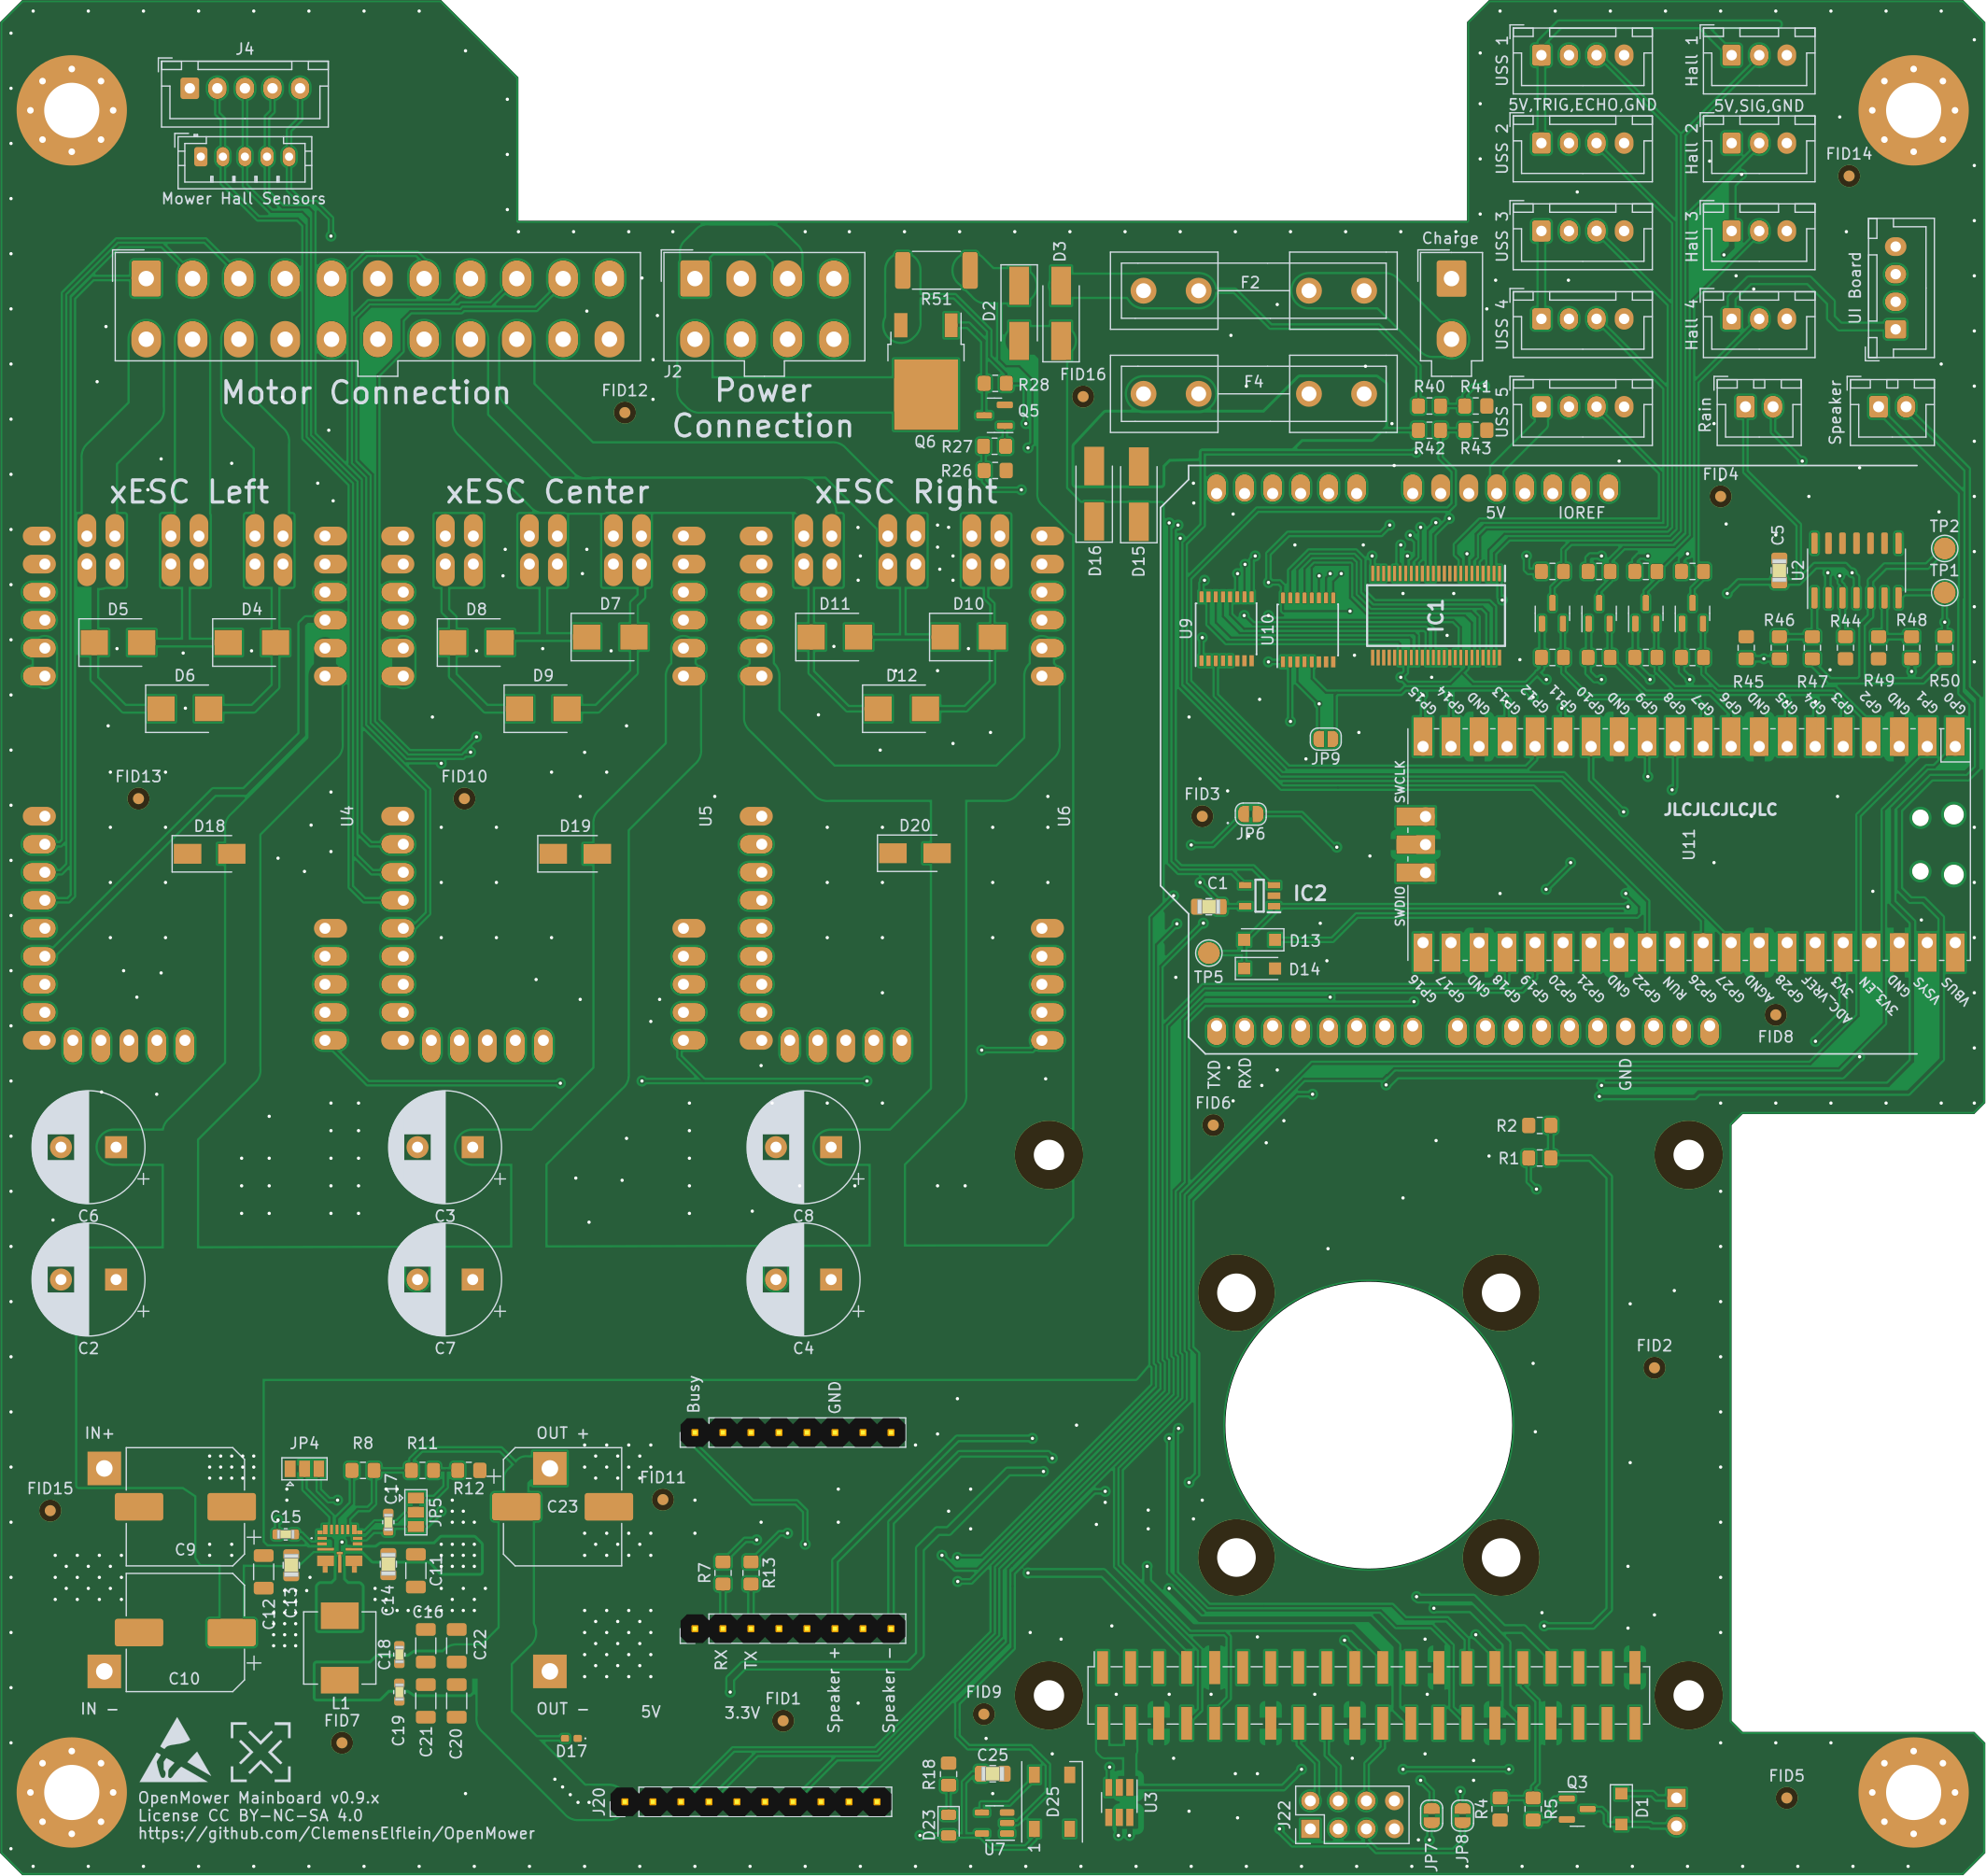 J4
Mower Hall Sensors
USS 1
Hall 1
5V,TRIG,ECHO,GND
5V,SIG,GND
USS 2
Hall 2
FID14
USS 3
Hall 3
UI Board
USS 4
Hall 4
USS 5
Rain
Speaker
Charge
F2
F4
D3
D2
R51
R28
Q5
Q6
R27
R26
FID16
R40
R41
R42
R43
J2
Motor Connection
FID12
Power
Connection
xESC Left
xESC Center
xESC Right
D16
D15
5V
IOREF
FID4
C5
U2
TP2
TP1
D5
D4
D8
D7
D11
D10
D6
D9
D12
U9
U10
IC1
R46
R44
R48
R45
R47
R49
R50
GP15
GP14
GND
GP13
GP12
GP11
GP10
GND
GP9
GP8
GP7
GP6
GND
GP5
GP4
GP3
GP2
GND
GP1
GP0
JP9
FID13
FID10
FID3
JP6
SWCLK
JLCJLCJLCJLC
U11
U4
U5
U6
D18
D19
D20
C1
IC2
SWDIO
D13
D14
TP5
GP16
GP17
GND
GP18
GP19
GP20
GP21
GND
GP22
RUN
GP26
GP27
AGND
GP28
ADC_VREF
3V3
3V3_EN
GND
VSYS
VBUS
FID8
TXD
RXD
GND
FID6
R2
R1
C6
C3
C8
C2
C7
C4
FID2
Busy
GND
IN+
JP4
R8
R11
R12
OUT +
FID15
C17
JP5
C23
FID11
C15
C9
C12
C13
C14
C11
R7
R13
C16
C18
C22
C10
L1
IN -
FID7
C19
C21
C20
OUT -
5V
RX
TX
3.3V
FID1
Speaker +
Speaker -
FID9
D17
J20
R18
C25
D23
U7
D25
1
U3
J22
JP7
JP8
R4
R5
Q3
D1
FID5
OpenMower Mainboard v0.9.x
License CC BY-NC-SA 4.0
https://github.com/ClemensElflein/OpenMower